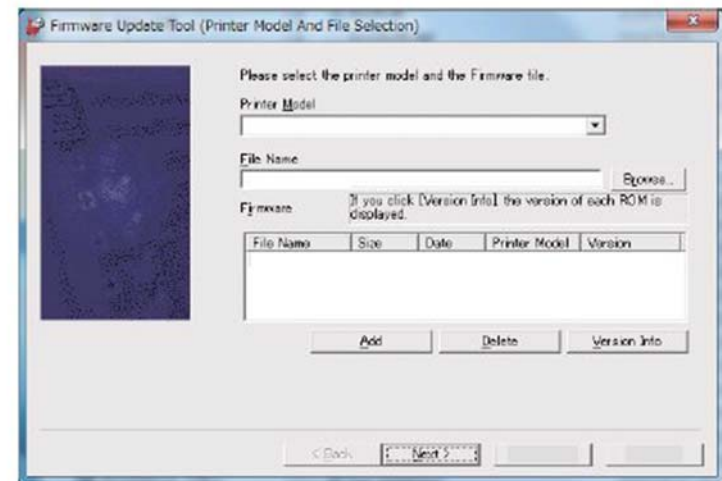 Firmware Update Tool (Printer Model And File Selection)
Please select the printer model and the Firmware file.
Printer Model
File Name
Browse...
Firmware
If you click [Version Info] the version of each ROM is
displayed.
File Name Size Date Printer Model Version
Add Delete Version Info
< Back Next >